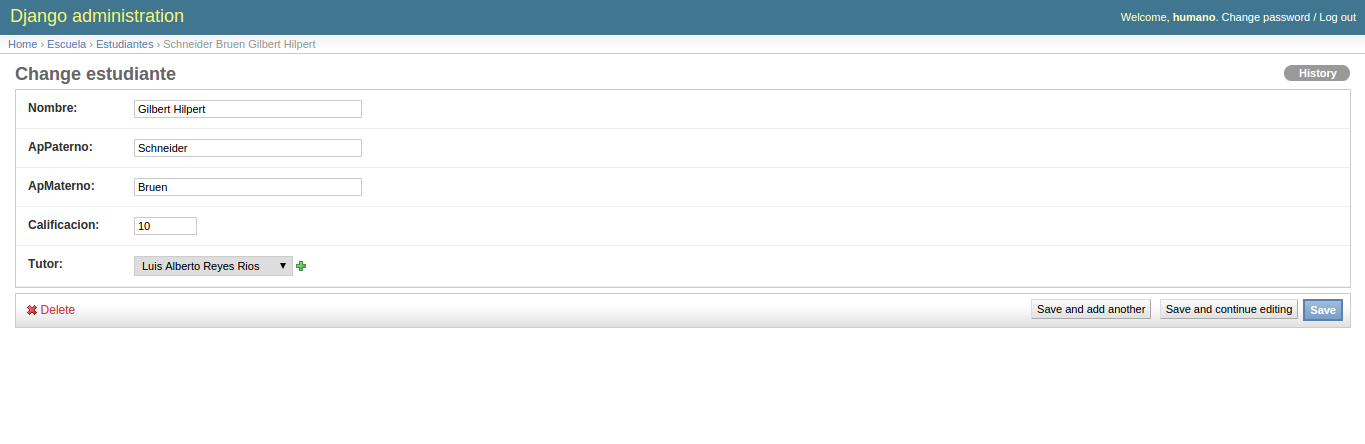 Django administration
Welcome, humano. Change password / Log out
Home › Escuela › Estudiantes › Schneider Bruen Gilbert Hilpert
Change estudiante
History
Nombre: Gilbert Hilpert
ApPaterno: Schneider
ApMaterno: Bruen
Calificacion: 10
Tutor: Luis Alberto Reyes Rios
Delete
Save and add another Save and continue editing Save